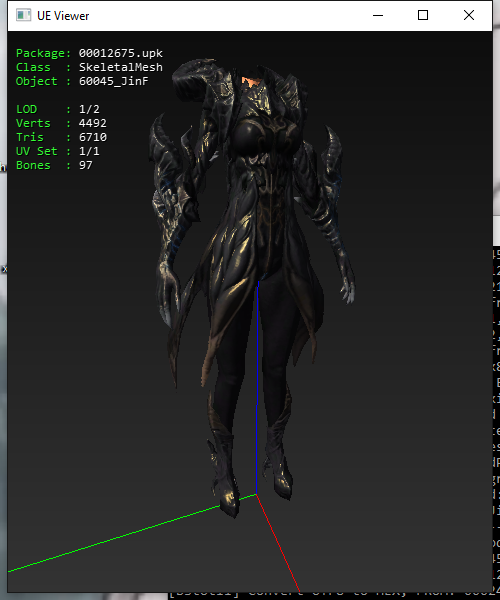 UE Viewer
Package: 00012675.upk
Class : SkeletalMesh
Object : 60045_JinF
LOD : 1/2
Verts : 4492
Tris : 6710
UV Set : 1/1
Bones : 97